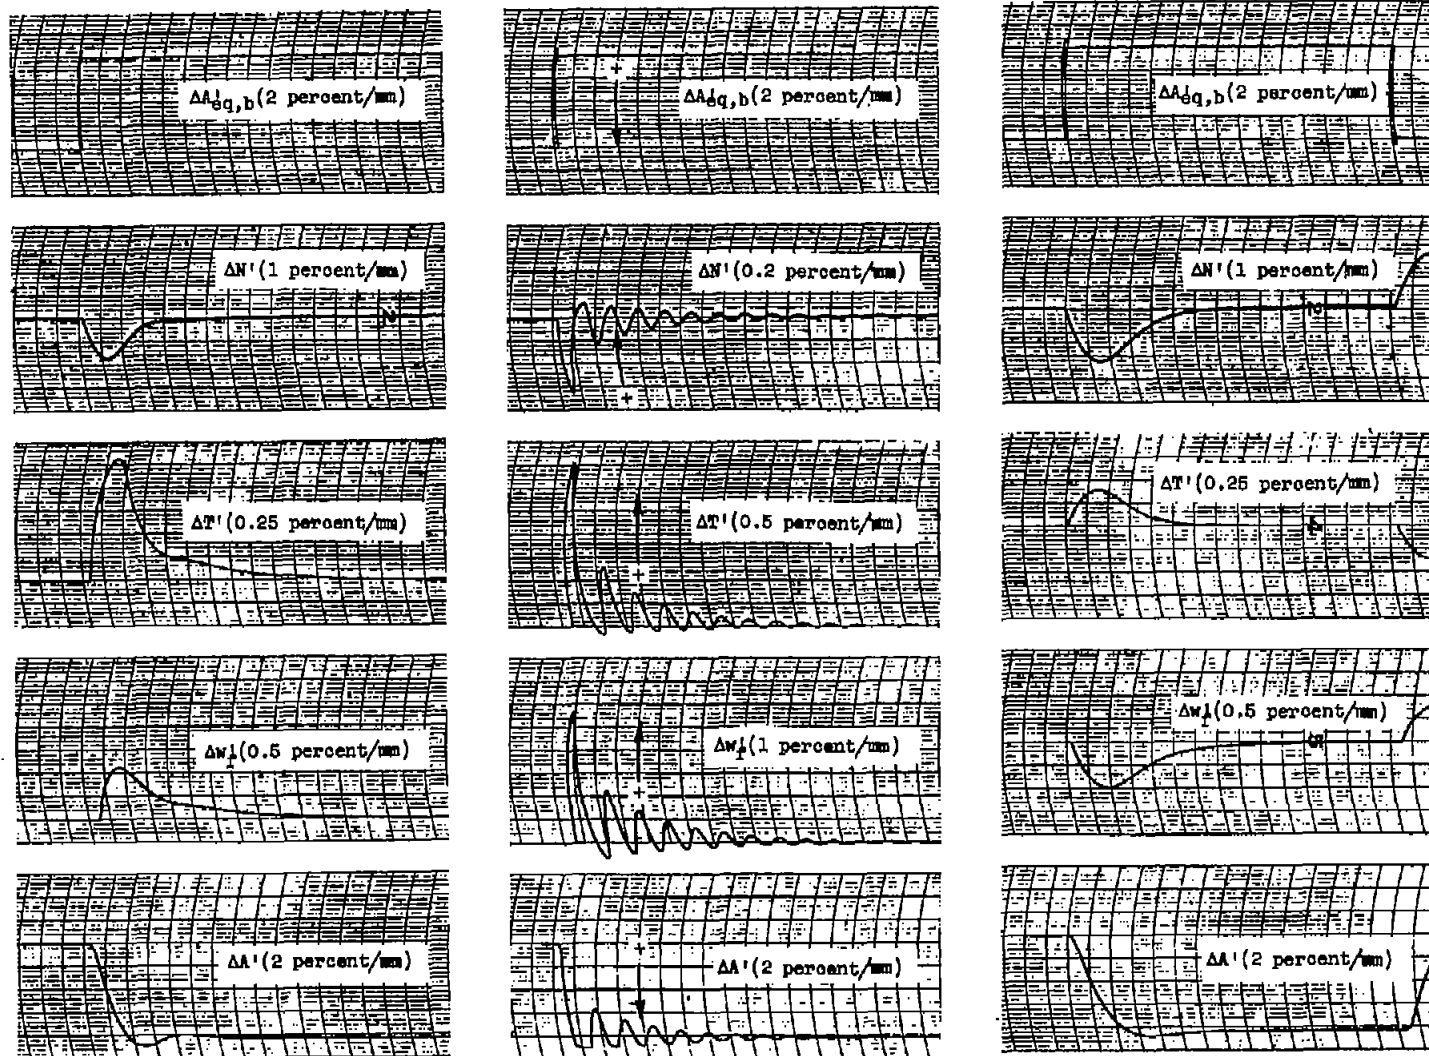 ΔA'eq,b(2 percent/mm)
ΔA'eq,b(2 percent/mm)
ΔA'eq,b(2 percent/mm)
ΔN'(1 percent/mm)
ΔN'(0.2 percent/mm)
ΔN'(1 percent/mm)
ΔT'(0.25 percent/mm)
ΔT'(0.5 percent/mm)
ΔT'(0.25 percent/mm)
Δw'f(0.5 percent/mm)
Δw'f(1 percent/mm)
Δw'f(0.5 percent/mm)
ΔA'(2 percent/mm)
ΔA'(2 percent/mm)
ΔA'(2 percent/mm)